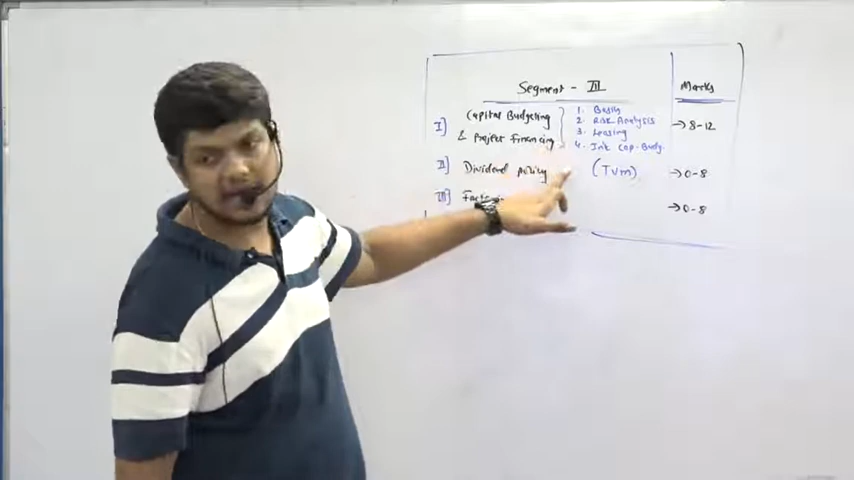 Segment - III
Marks
I] Capital Budgeting & Project Financing
1. Basics
2. Risk Analysis
3. Leasing
4. Int Cap. Budg.
→ 8-12
II] Dividend policy
(TVM)
→ 0-8
III]
→ 0-8